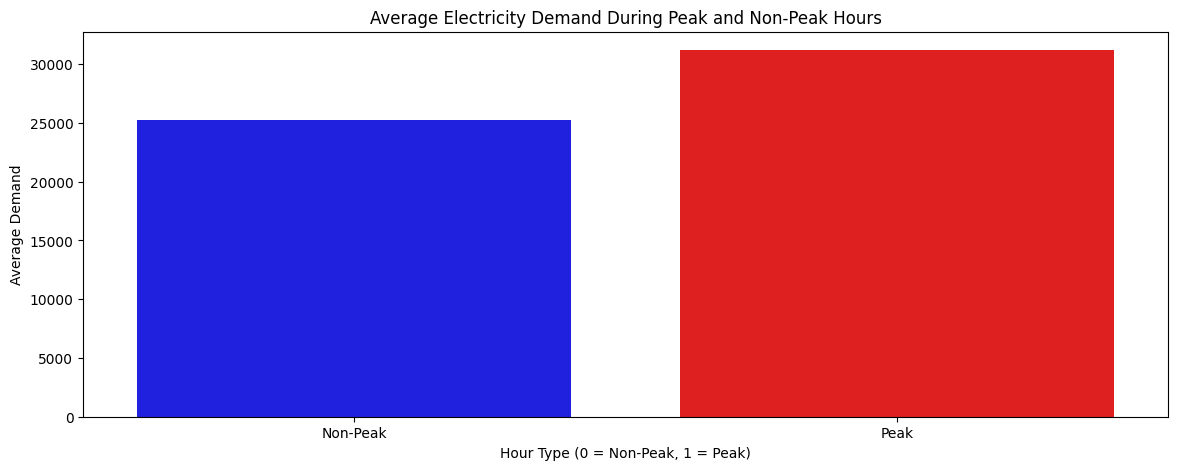 Average Electricity Demand During Peak and Non-Peak Hours
Average Demand
30000
25000
20000
15000
10000
5000
0
Non-Peak
Peak
Hour Type (0 = Non-Peak, 1 = Peak)